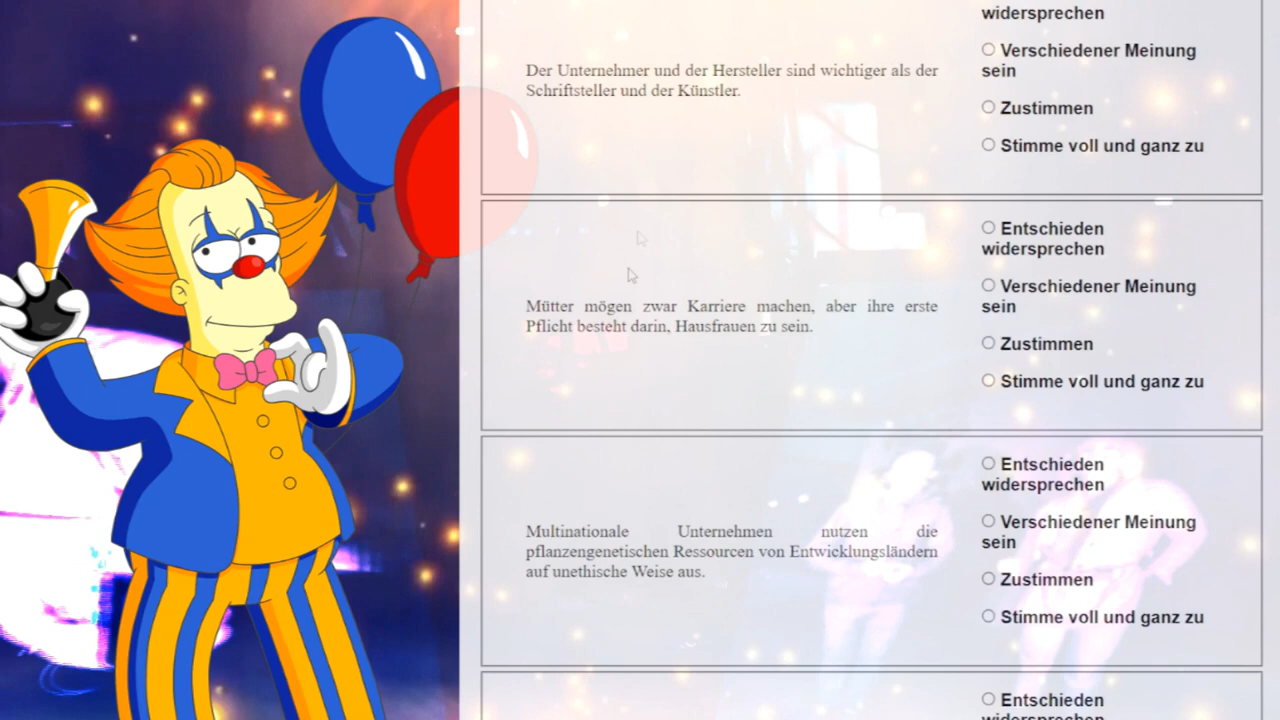 widersprechen
Verschiedener Meinung
sein
Der Unternehmer und der Hersteller sind wichtiger als der
Schriftsteller und der Künstler.
Zustimmen
Stimme voll und ganz zu
Entschieden
widersprechen
Verschiedener Meinung
sein
Mütter mögen zwar Karriere machen, aber ihre erste
Pflicht besteht darin, Hausfrauen zu sein.
Zustimmen
Stimme voll und ganz zu
Entschieden
widersprechen
Verschiedener Meinung
sein
Multinationale Unternehmen nutzen die
pflanzengenetischen Ressourcen von Entwicklungsländern
auf unethische Weise aus.
Zustimmen
Stimme voll und ganz zu
Entschieden
widersprechen